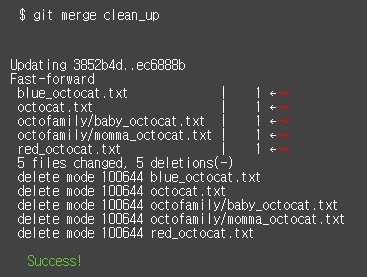 $ git merge clean_up
Updating 3852b4d..ec6888b
Fast-forward
blue_octocat.txt | 1 ←-
octocat.txt | 1 ←-
octofamily/baby_octocat.txt | 1 ←-
octofamily/momma_octocat.txt | 1 ←-
red_octocat.txt | 1 ←-
5 files changed, 5 deletions(-)
delete mode 100644 blue_octocat.txt
delete mode 100644 octocat.txt
delete mode 100644 octofamily/baby_octocat.txt
delete mode 100644 octofamily/momma_octocat.txt
delete mode 100644 red_octocat.txt
Success!